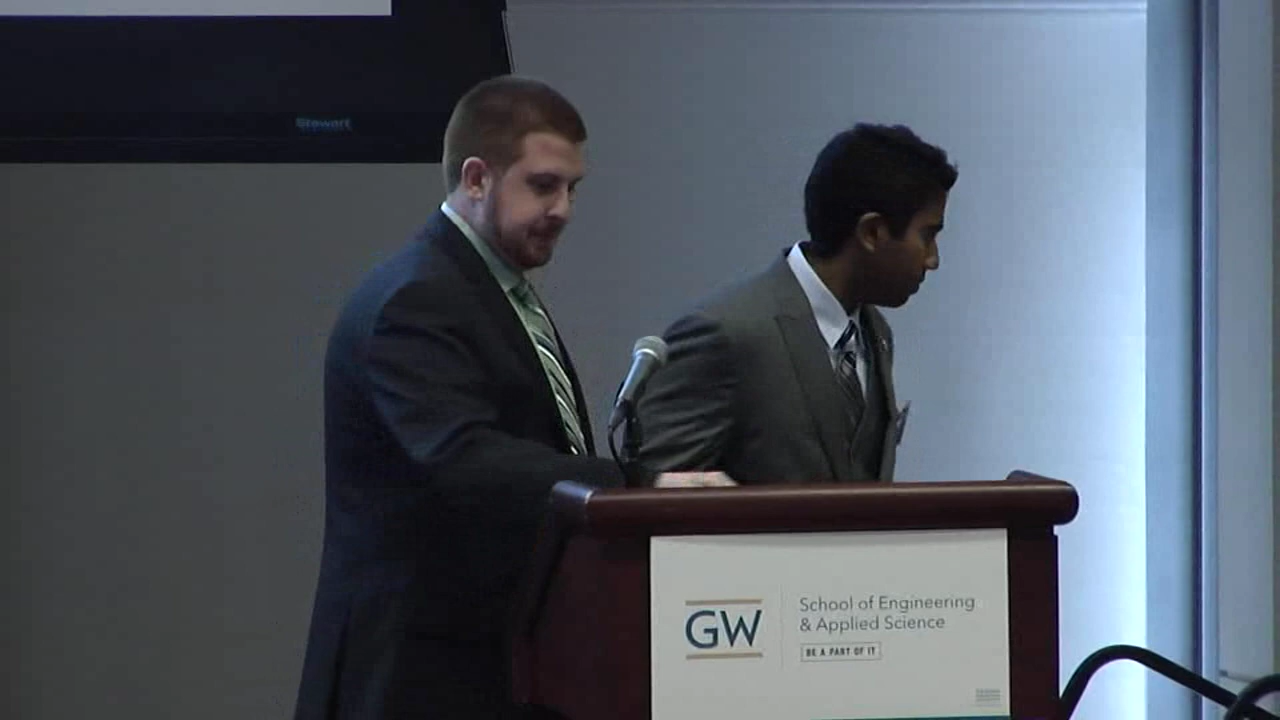 Stewart
GW
School of Engineering
& Applied Science
BE A PART OF IT